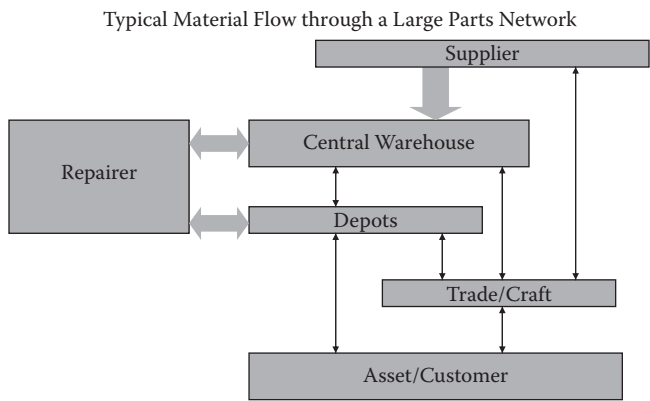 Typical Material Flow through a Large Parts Network
Supplier
Central Warehouse
Repairer
Depots
Trade/Craft
Asset/Customer